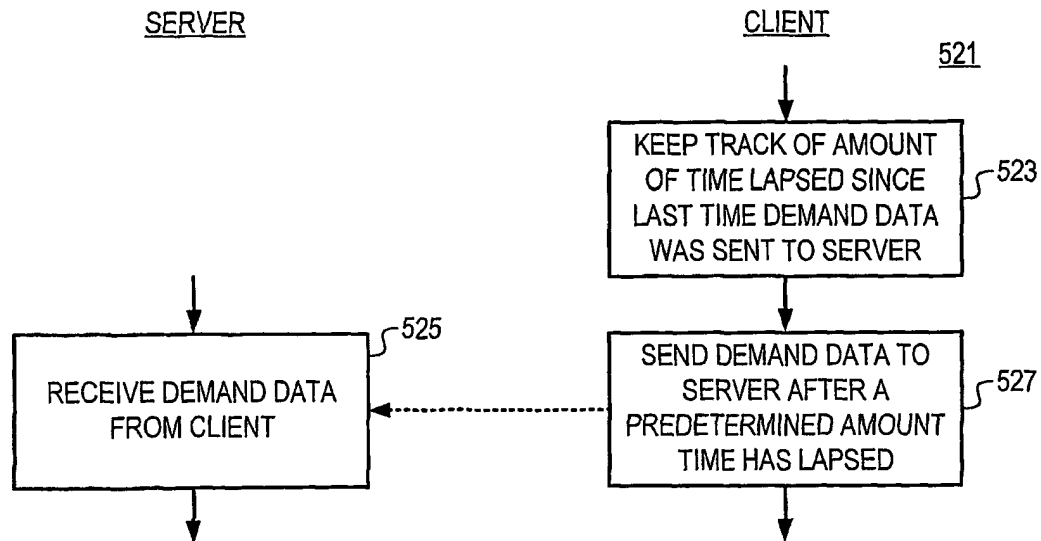 SERVER
CLIENT
521
KEEP TRACK OF AMOUNT
OF TIME LAPSED SINCE
LAST TIME DEMAND DATA
WAS SENT TO SERVER
523
525
RECEIVE DEMAND DATA
FROM CLIENT
SEND DEMAND DATA TO
SERVER AFTER A
PREDETERMINED AMOUNT
TIME HAS LAPSED
527